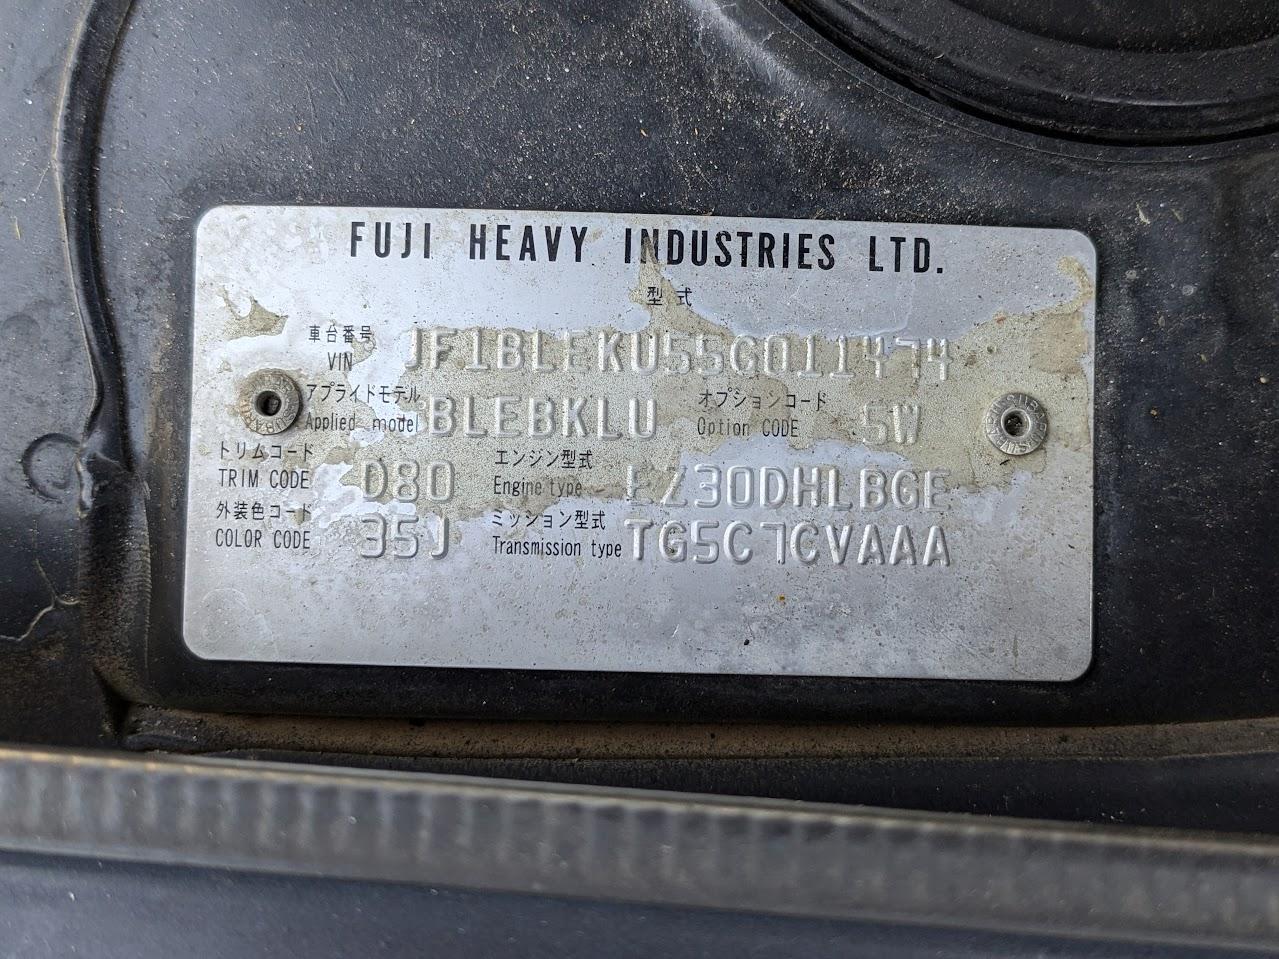 FUJI HEAVY INDUSTRIES LTD.
型式
車台番号
VIN JF1BLEKU55G011474
アプライドモデル オプションコード
Applied model BLEBKLU Option CODE 5W
トリムコード エンジン型式
TRIM CODE D80 Engine type EZ30DHLBGE
外装色コード ミッション型式
COLOR CODE 35J Transmission type TG5C7CVAAA